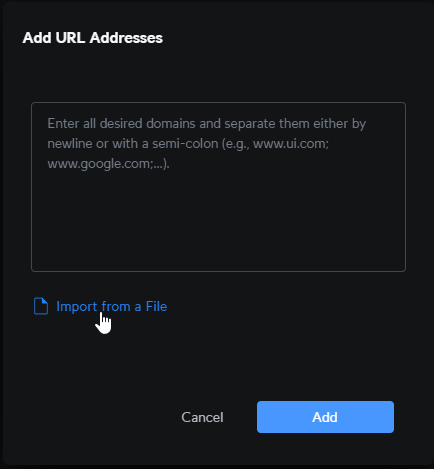 Add URL Addresses
Enter all desired domains and separate them either by
newline or with a semi-colon (e.g., www.ui.com;
www.google.com;...).
Import from a File
Cancel
Add